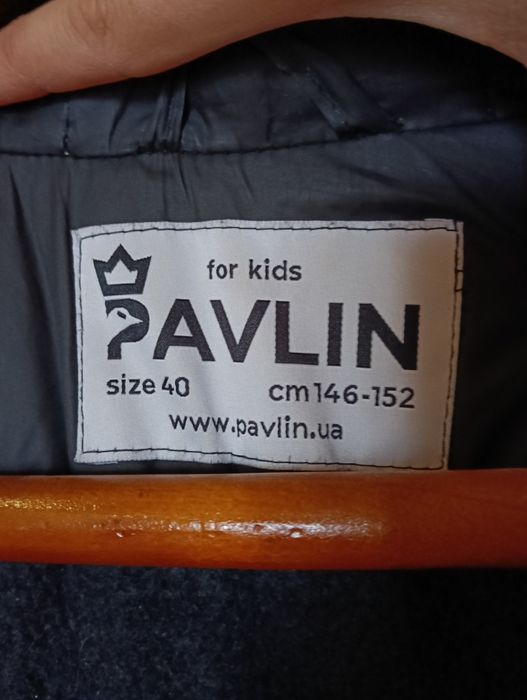 for kids
PAVLIN
size 40 cm 146-152
www.pavlin.ua